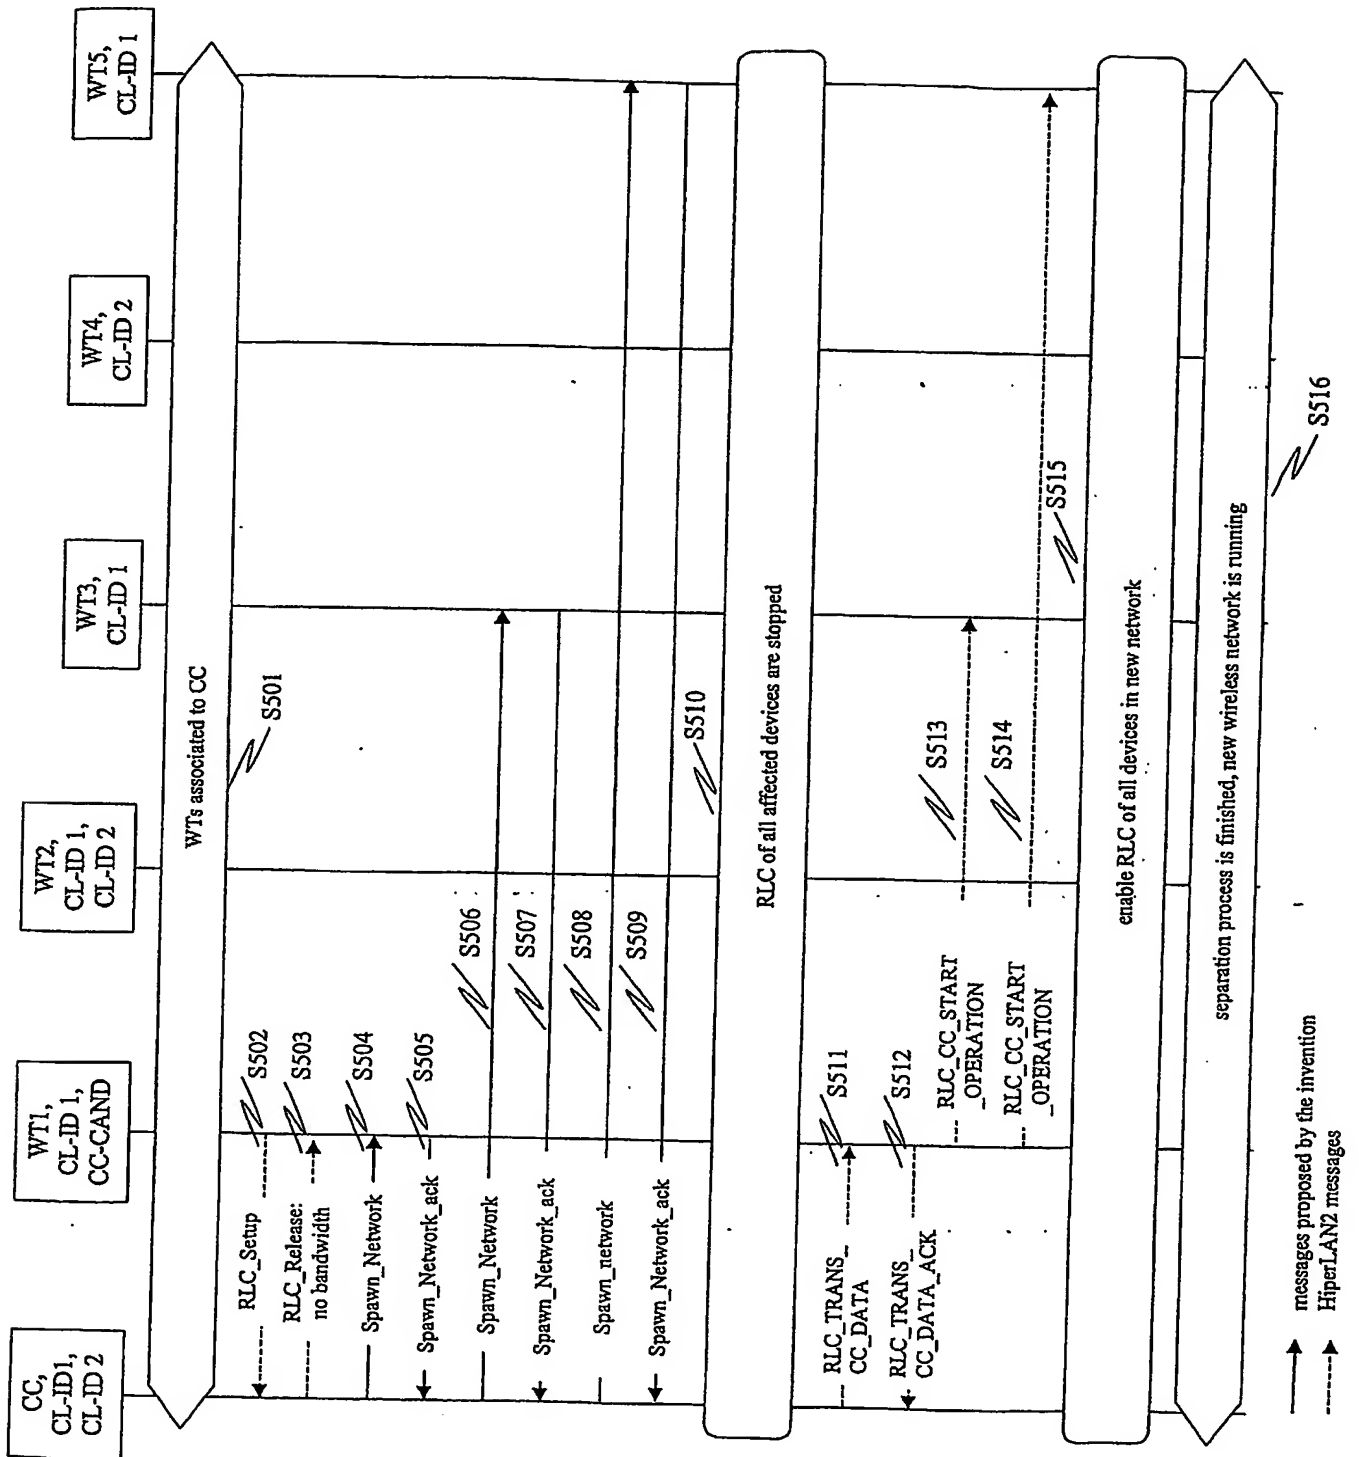 CC,
CL-ID1,
CL-ID 2
WT1,
CL-ID 1,
CC-CAND
WT2,
CL-ID 1,
CL-ID 2
WT3,
CL-ID 1
WT4,
CL-ID 2
WT5,
CL-ID 1
WTs associated to CC
S501
RLC_Setup
S502
RLC_Release:
no bandwidth
S503
Spawn_Network
S504
Spawn_Network_ack
S505
Spawn_Network
S506
Spawn_Network_ack
S507
Spawn_network
S508
Spawn_Network_ack
S509
S510
RLC of all affected devices are stopped
RLC_TRANS_
CC_DATA
S511
RLC_TRANS_
CC_DATA_ACK
S512
RLC_CC_START
_OPERATION
S513
RLC_CC_START
_OPERATION
S514
S515
enable RLC of all devices in new network
separation process is finished, new wireless network is running
S516
messages proposed by the invention
HiperLAN2 messages